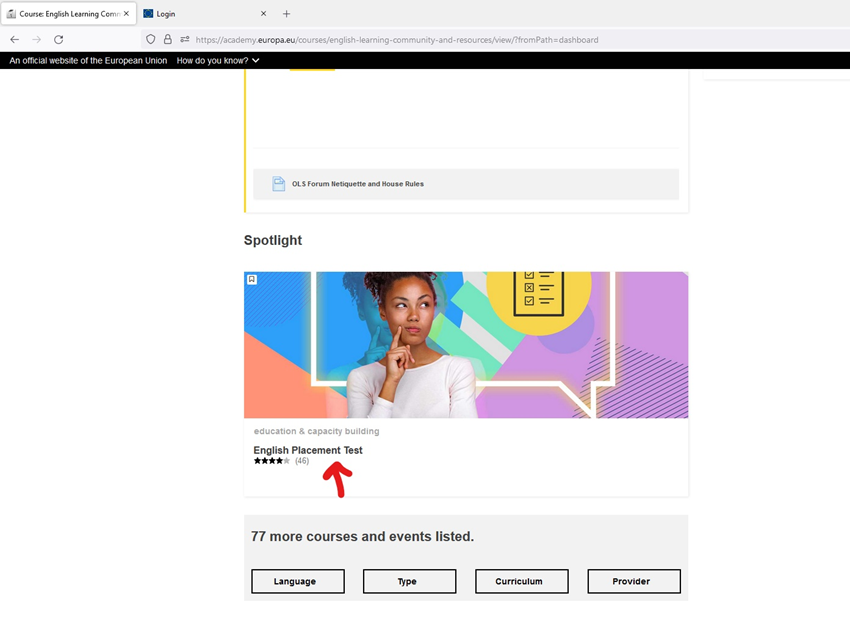 Course: English Learning Comm
Login
https://academy.europa.eu/courses/english-learning-community-and-resources/view/?fromPath=dashboard
An official website of the European Union How do you know?
OLS Forum Netiquette and House Rules
Spotlight
education & capacity building
English Placement Test
(46)
77 more courses and events listed.
Language Type Curriculum Provider